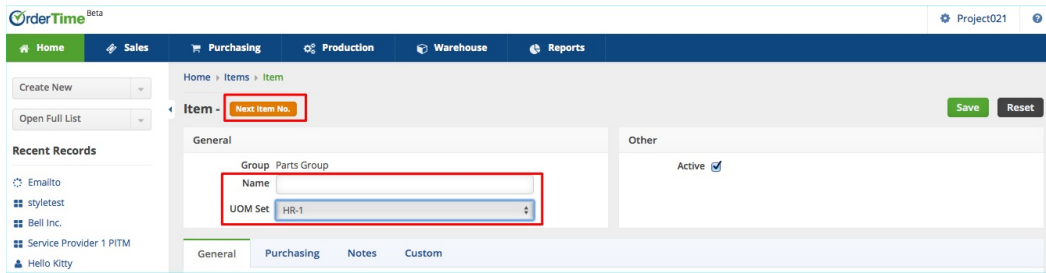 OrderTime Beta
Project021
Home Sales Purchasing Production Warehouse Reports
Create New
Open Full List
Recent Records
Emailto
styletest
Bell Inc.
Service Provider 1 PITM
Hello Kitty
Home Items Item
Item - Next Item No.
Save Reset
General
Group Parts Group
Name
UOM Set HR-1
Other
Active
General Purchasing Notes Custom